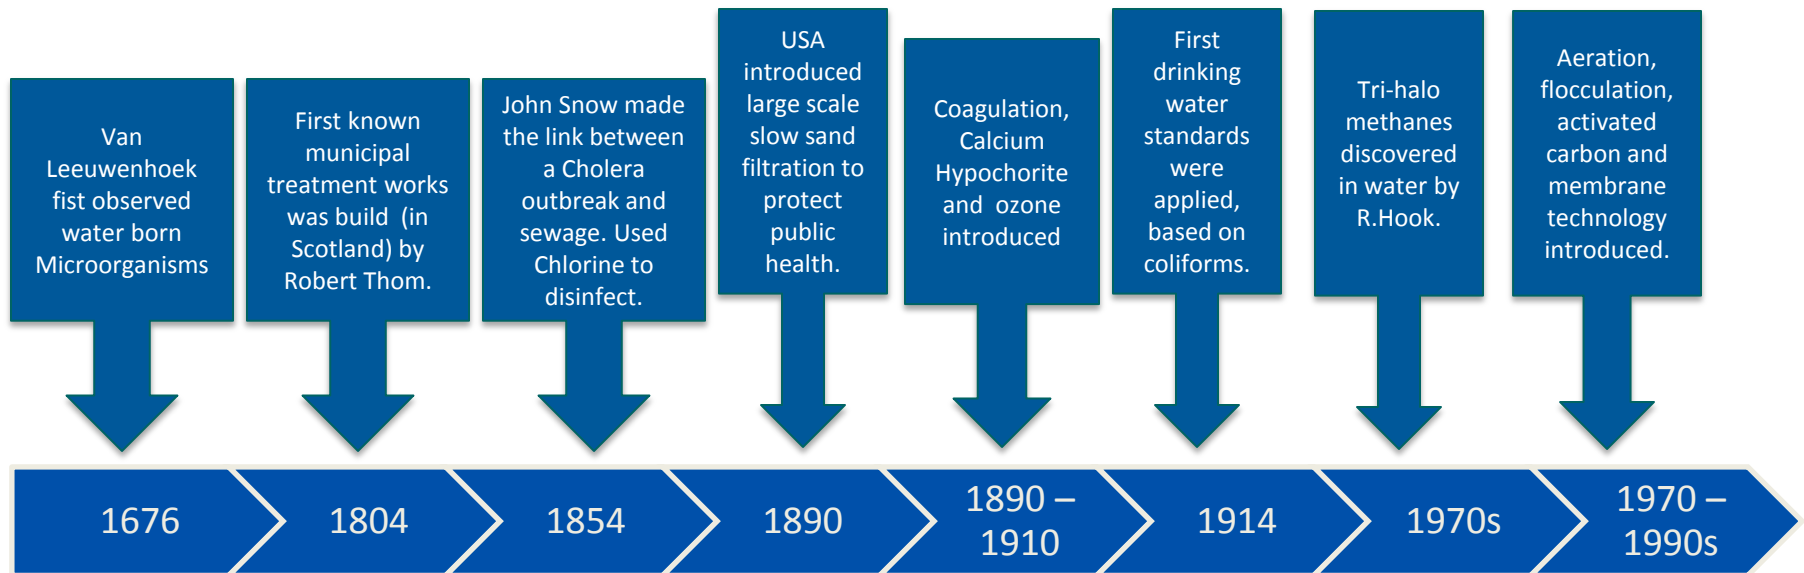 Van
Leeuwenhoek
fist observed
water born
Microorganisms
First known
municipal
treatment works
was build (in
Scotland) by
Robert Thom.
John Snow made
the link between
a Cholera
outbreak and
sewage. Used
Chlorine to
disinfect.
USA
introduced
large scale
slow sand
filtration to
protect
public
health.
Coagulation,
Calcium
Hypochorite
and ozone
introduced
First
drinking
water
standards
were
applied,
based on
coliforms.
Tri-halo
methanes
discovered
in water by
R.Hook.
Aeration,
flocculation,
activated
carbon and
membrane
technology
introduced.
1676
1804
1854
1890
1890 –
1910
1914
1970s
1970 –
1990s